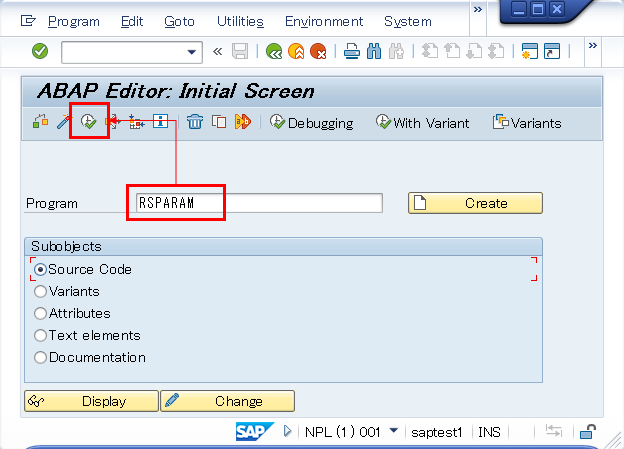 Program Edit Goto Utilities Environment System »
« »
ABAP Editor: Initial Screen
Debugging With Variant Variants
Program RSPARAM Create
Subobjects
Source Code
Variants
Attributes
Text elements
Documentation
Display Change
SAP NPL (1) 001 saptest1 INS